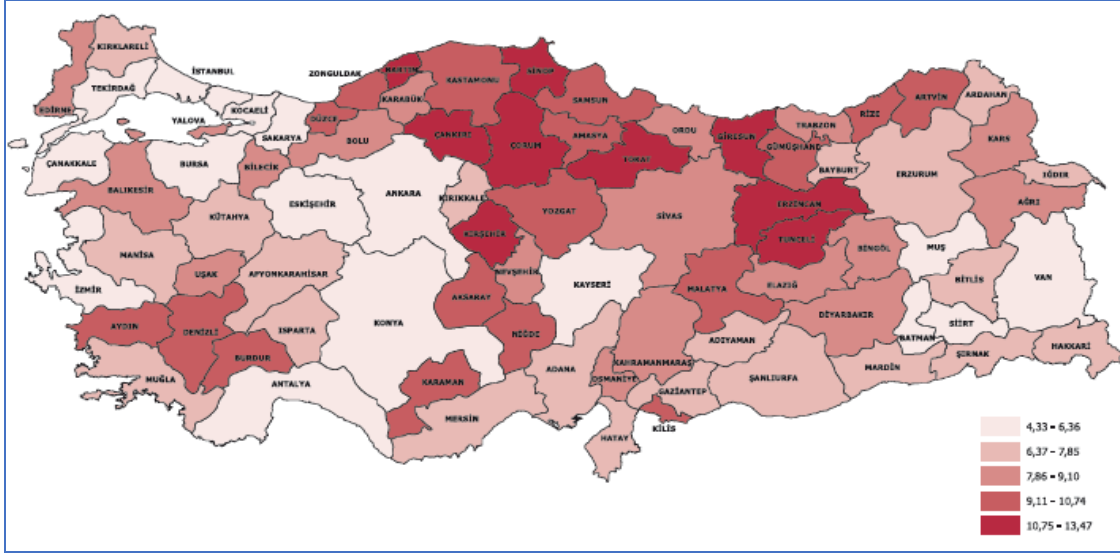 KIRKLARELİ
İSTANBUL
TEKİRDAĞ
EDİRNE
KOCAELİ
YALOVA
SAKARYA
ÇANAKKALE
BURSA
BİLECİK
BALIKESİR
KÜTAHYA
ESKİŞEHİR
MANİSA
UŞAK
AFYONKARAHİSAR
İZMİR
AYDIN
DENİZLİ
ISPARTA
BURDUR
MUĞLA
ANTALYA
ZONGULDAK
BARTIN
KASTAMONU
SİNOP
KARABÜK
DÜZCE
BOLU
ÇANKIRI
ÇORUM
SAMSUN
AMASYA
TOKAT
ORDU
GİRESUN
ANKARA
KIRIKKALE
KIRŞEHİR
YOZGAT
SİVAS
NEVŞEHİR
AKSARAY
KAYSERİ
KONYA
NİĞDE
KARAMAN
MERSİN
ADANA
OSMANİYE
KAHRAMANMARAŞ
GAZİANTEP
KİLİS
HATAY
TRABZON
GÜMÜŞHANE
RİZE
ARTVİN
ARDAHAN
BAYBURT
ERZURUM
KARS
IĞDIR
AĞRI
ERZİNCAN
TUNCELİ
BİNGÖL
MUŞ
ELAZIĞ
MALATYA
BİTLİS
VAN
DİYARBAKIR
ADIYAMAN
BATMAN
SİİRT
ŞIRNAK
HAKKARİ
MARDİN
ŞANLIURFA
4,33 - 6,36
6,37 - 7,85
7,86 - 9,10
9,11 - 10,74
10,75 - 13,47